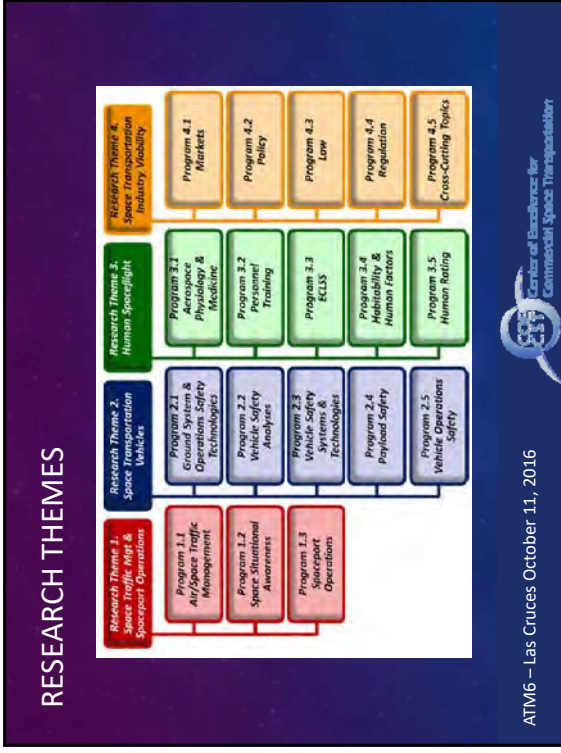 RESEARCH THEMES
Research Theme 1.
Space Traffic Mgt &
Spaceport Operations
Program 1.1
Air/Space Traffic
Management
Program 1.2
Space Situational
Awareness
Program 1.3
Spaceport
Operations
Research Theme 2.
Space Transportation
Vehicles
Program 2.1
Ground System &
Operations Safety
Technologies
Program 2.2
Vehicle Safety
Analyses
Program 2.3
Vehicle Safety
Systems &
Technologies
Program 2.4
Payload Safety
Program 2.5
Vehicle Operations
Safety
Research Theme 3.
Human Spaceflight
Program 3.1
Aerospace
Physiology &
Medicine
Program 3.2
Personnel
Training
Program 3.3
ECLSS
Program 3.4
Habitability &
Human Factors
Program 3.5
Human Rating
Research Theme 4.
Space Transportation
Industry Viability
Program 4.1
Markets
Program 4.2
Policy
Program 4.3
Law
Program 4.4
Regulation
Program 4.5
Cross-Cutting Topics
ATM6 – Las Cruces October 11, 2016
COE
CST
Center of Excellence for
Commercial Space Transportation